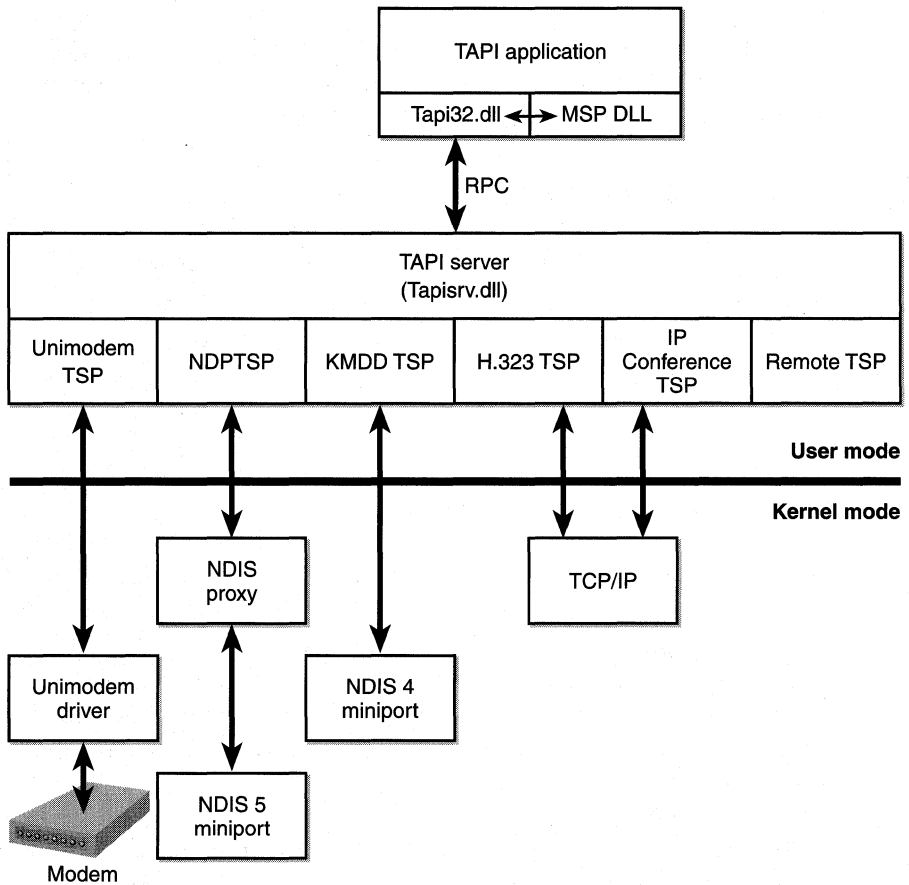 TAPI application
Tapi32.dll
MSP DLL
RPC
TAPI server
(Tapisrv.dll)
Unimodem
TSP
NDPTSP
KMDD TSP
H.323 TSP
IP
Conference
TSP
Remote TSP
User mode
Kernel mode
NDIS
proxy
TCP/IP
Unimodem
driver
NDIS 4
miniport
NDIS 5
miniport
Modem